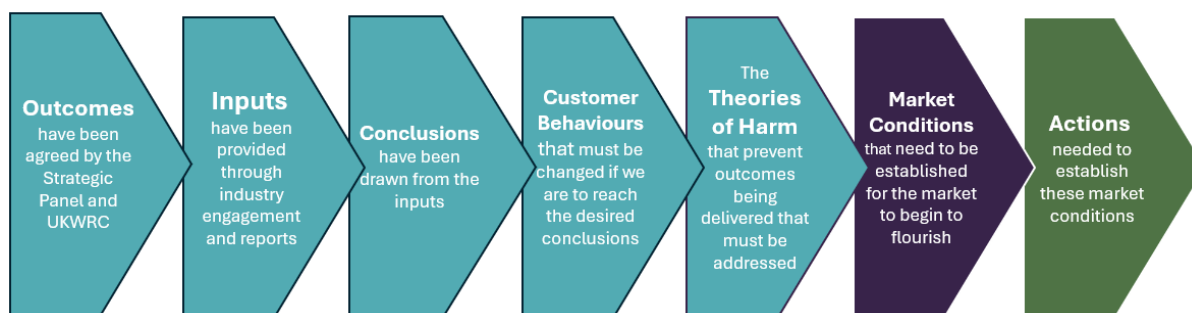 Outcomes
have been
agreed by the
Strategic
Panel and
UKWRC
Inputs
have been
provided
through
industry
engagement
and reports
Conclusions
have been
drawn from the
inputs
Customer
Behaviours
that must be
changed if we
are to reach
the desired
conclusions
The
Theories
of Harm
that prevent
outcomes
being
delivered that
must be
addressed
Market
Conditions
that need to be
established
for the market
to begin to
flourish
Actions
needed to
establish
these market
conditions